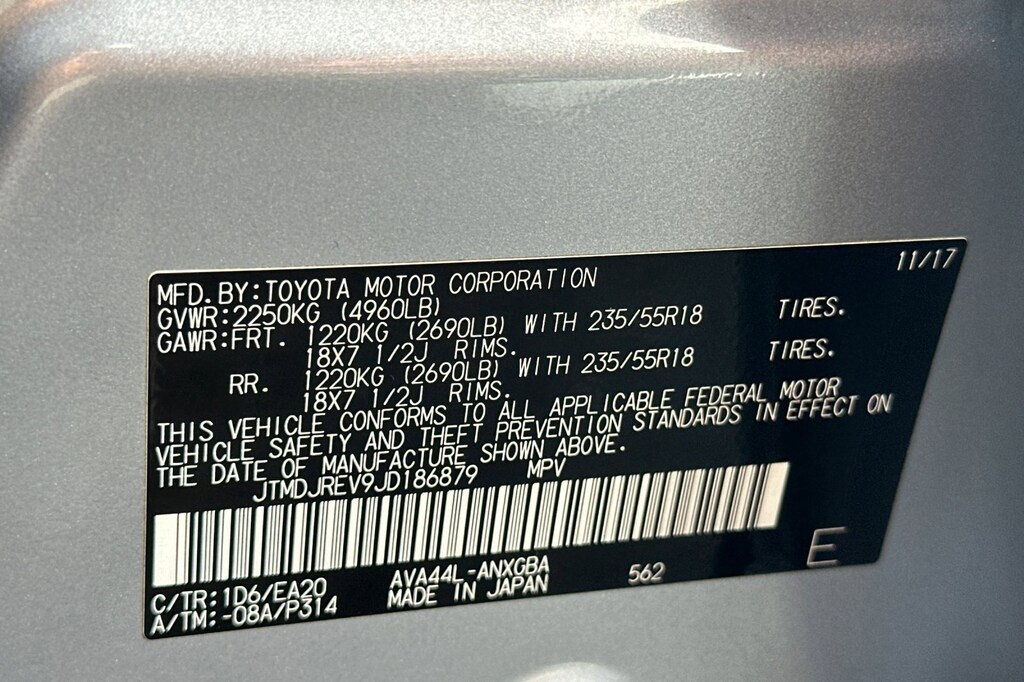 11/17
MFD.BY:TOYOTA MOTOR CORPORATION
GVWR:2250KG (4960LB)
GAWR:FRT. 1220KG (2690LB) WITH 235/55R18 TIRES.
18X7 1/2J RIMS.
RR. 1220KG (2690LB) WITH 235/55R18 TIRES.
18X7 1/2J RIMS.
THIS VEHICLE CONFORMS TO ALL APPLICABLE FEDERAL MOTOR
VEHICLE SAFETY AND THEFT PREVENTION STANDARDS IN EFFECT ON
THE DATE OF MANUFACTURE SHOWN ABOVE.
JTMDJREV9JD186879 MPV
E
C/TR:1D6/EA20 AVA44L-ANXGBA 562
A/TM:-08A/P314 MADE IN JAPAN